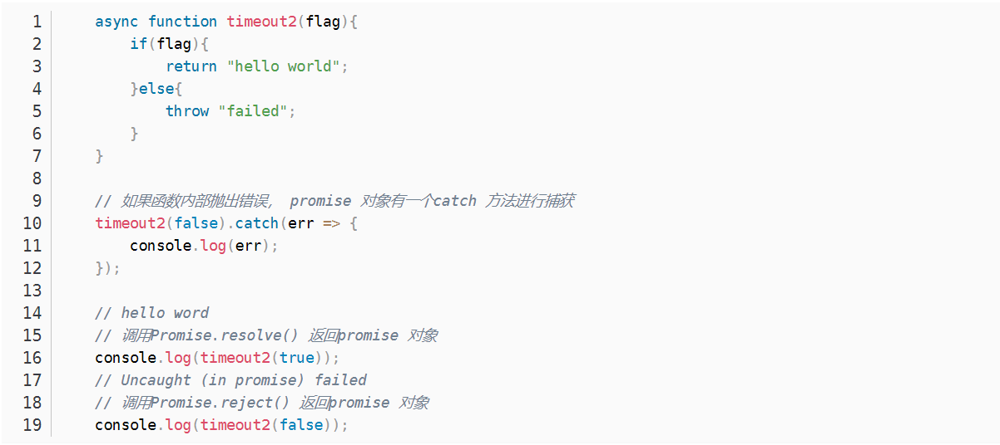 1 async function timeout2(flag){
2 if(flag){
3 return "hello world";
4 }else{
5 throw "failed";
6 }
7 }
8
9 // 如果函数内部抛出错误， promise 对象有一个catch 方法进行捕获
10 timeout2(false).catch(err => {
11 console.log(err);
12 });
13
14 // hello word
15 // 调用Promise.resolve() 返回promise 对象
16 console.log(timeout2(true));
17 // Uncaught (in promise) failed
18 // 调用Promise.reject() 返回promise 对象
19 console.log(timeout2(false));